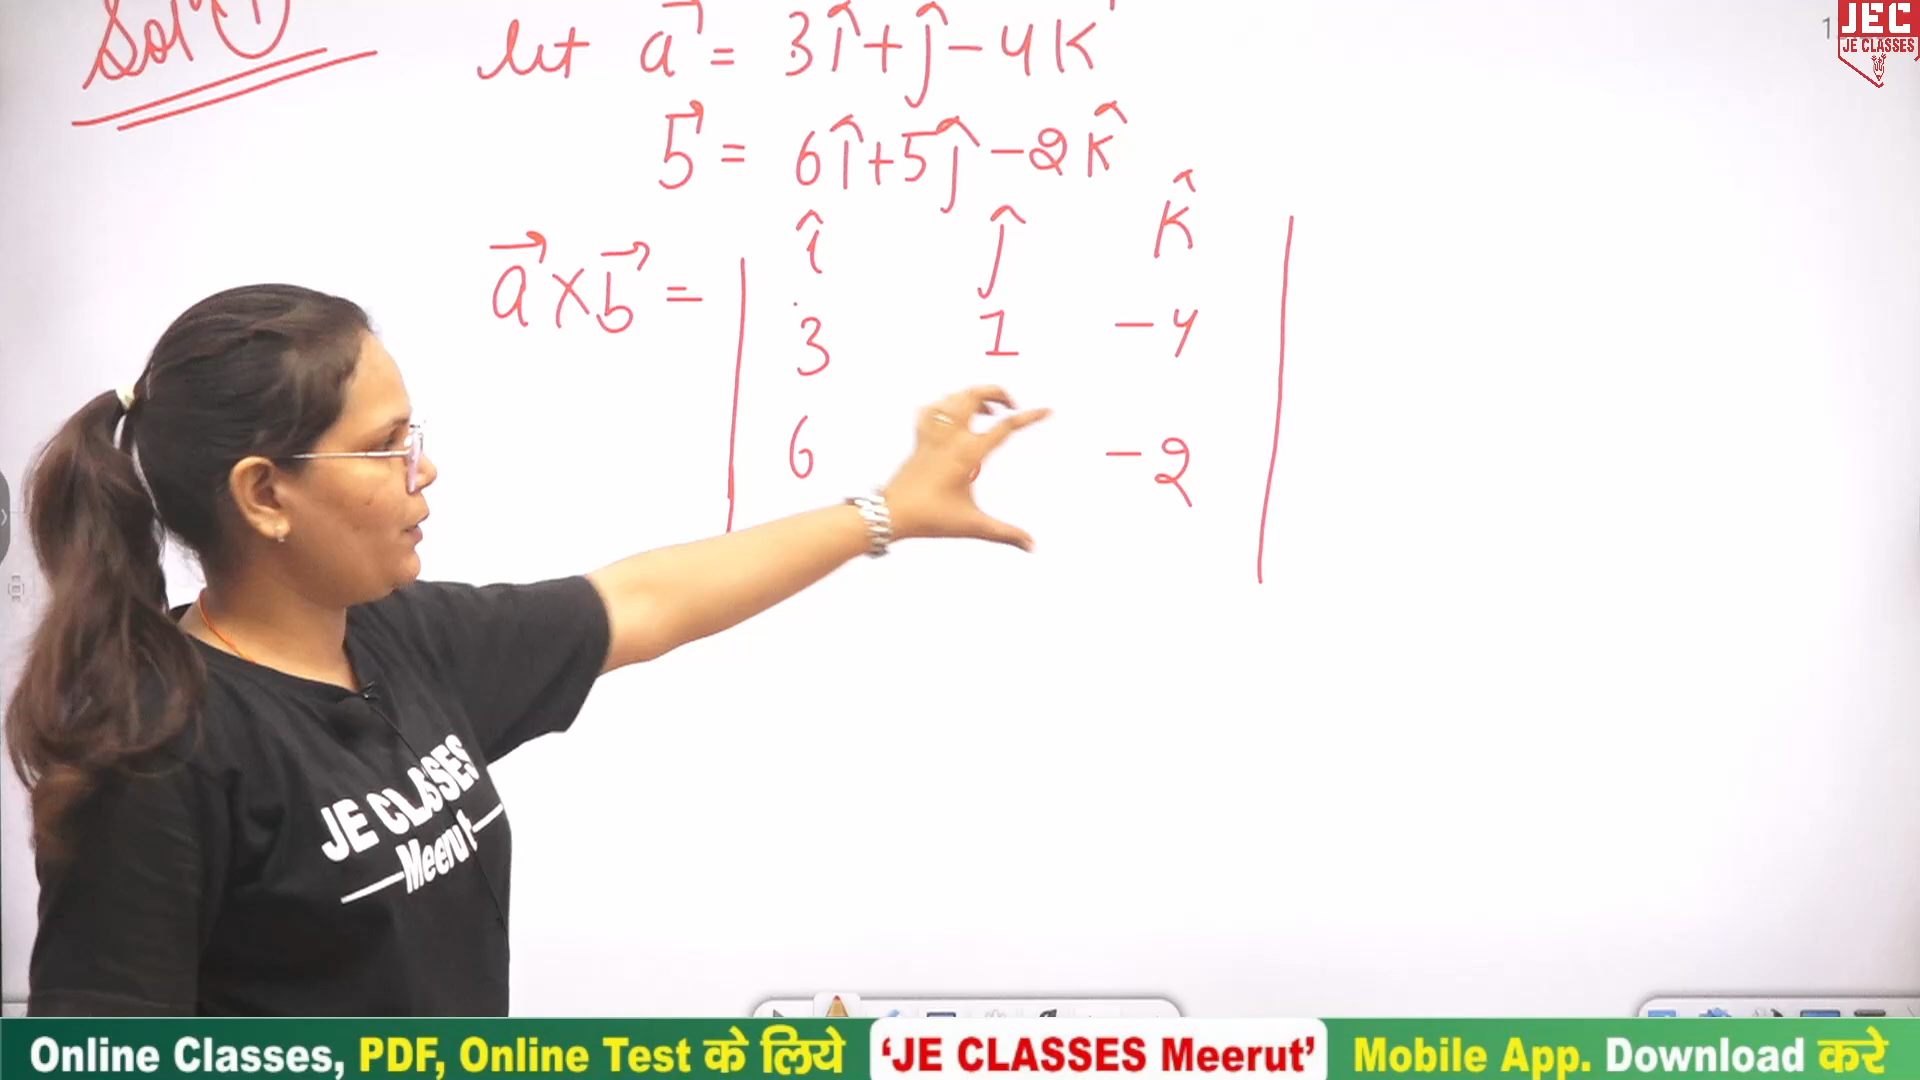 Solⁿ ①
let a⃗ = 3î + ĵ - 4k̂
b⃗ = 6î + 5ĵ - 2k̂
a⃗ × b⃗ = | î ĵ k̂ |
3 1 -4
6 -2
JEC
JE CLASSES
JE CLASSES
Meerut
Online Classes, PDF, Online Test के लिये 'JE CLASSES Meerut' Mobile App. Download करे